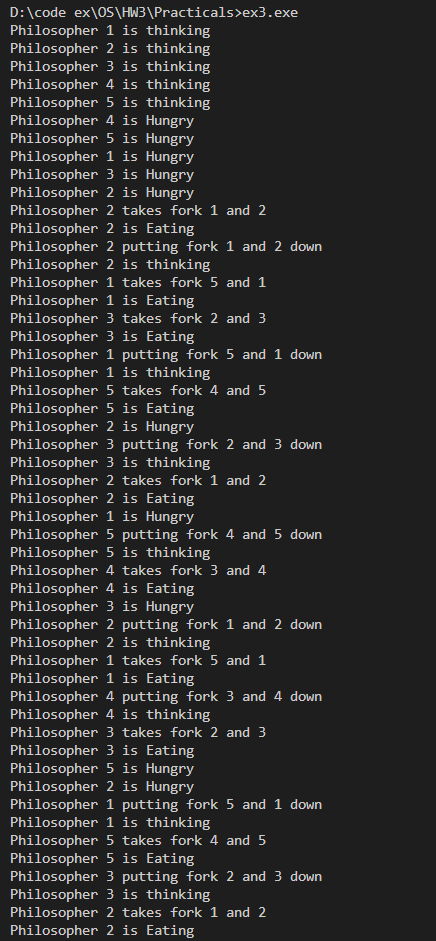 D:\code ex\OS\HW3\Practicals>ex3.exe
Philosopher 1 is thinking
Philosopher 2 is thinking
Philosopher 3 is thinking
Philosopher 4 is thinking
Philosopher 5 is thinking
Philosopher 4 is Hungry
Philosopher 5 is Hungry
Philosopher 1 is Hungry
Philosopher 3 is Hungry
Philosopher 2 is Hungry
Philosopher 2 takes fork 1 and 2
Philosopher 2 is Eating
Philosopher 2 putting fork 1 and 2 down
Philosopher 2 is thinking
Philosopher 1 takes fork 5 and 1
Philosopher 1 is Eating
Philosopher 3 takes fork 2 and 3
Philosopher 3 is Eating
Philosopher 1 putting fork 5 and 1 down
Philosopher 1 is thinking
Philosopher 5 takes fork 4 and 5
Philosopher 5 is Eating
Philosopher 2 is Hungry
Philosopher 3 putting fork 2 and 3 down
Philosopher 3 is thinking
Philosopher 2 takes fork 1 and 2
Philosopher 2 is Eating
Philosopher 1 is Hungry
Philosopher 5 putting fork 4 and 5 down
Philosopher 5 is thinking
Philosopher 4 takes fork 3 and 4
Philosopher 4 is Eating
Philosopher 3 is Hungry
Philosopher 2 putting fork 1 and 2 down
Philosopher 2 is thinking
Philosopher 1 takes fork 5 and 1
Philosopher 1 is Eating
Philosopher 4 putting fork 3 and 4 down
Philosopher 4 is thinking
Philosopher 3 takes fork 2 and 3
Philosopher 3 is Eating
Philosopher 5 is Hungry
Philosopher 2 is Hungry
Philosopher 1 putting fork 5 and 1 down
Philosopher 1 is thinking
Philosopher 5 takes fork 4 and 5
Philosopher 5 is Eating
Philosopher 3 putting fork 2 and 3 down
Philosopher 3 is thinking
Philosopher 2 takes fork 1 and 2
Philosopher 2 is Eating